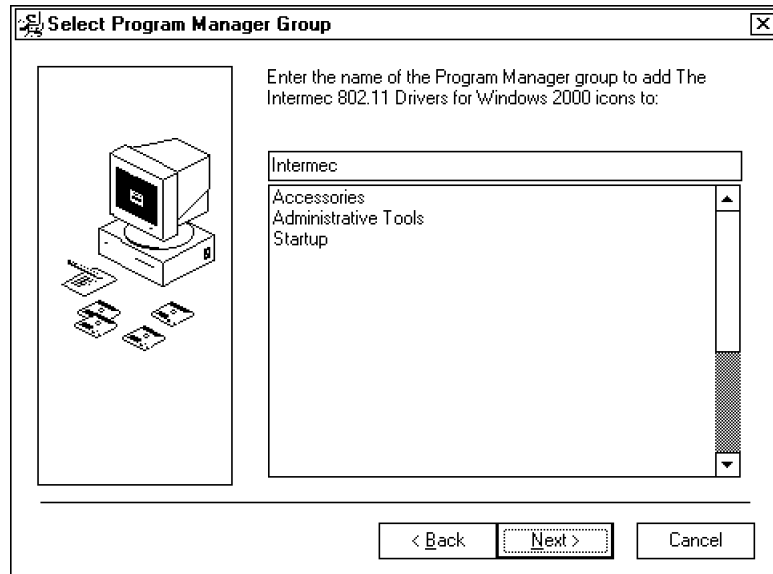 Select Program Manager Group
Enter the name of the Program Manager group to add The
Intermec 802.11 Drivers for Windows 2000 icons to:
Intermec
Accessories
Administrative Tools
Startup
< Back
Next >
Cancel